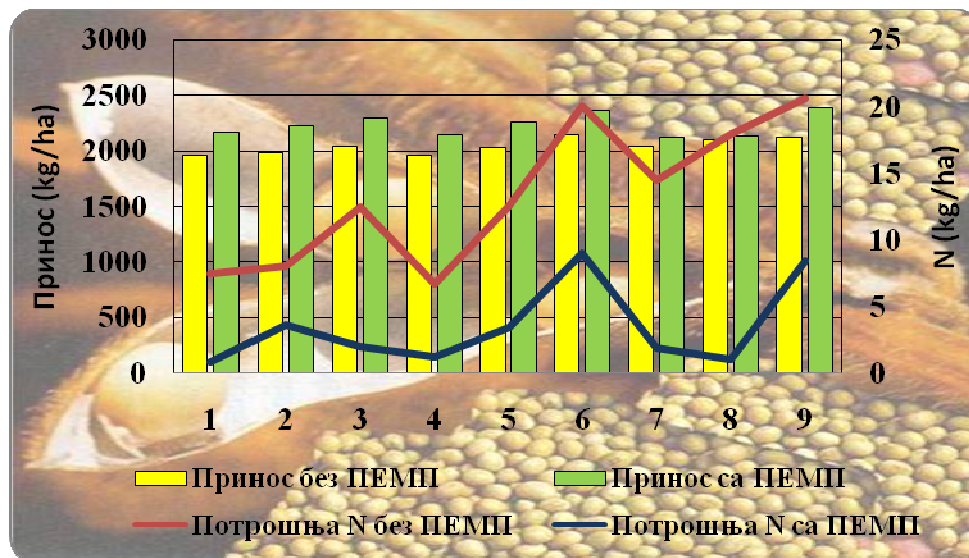 Принос (kg/ha)
3000
2500
2000
1500
1000
500
0
25
20
15
10
5
0
N (kg/ha)
1 2 3 4 5 6 7 8 9
Принос без ПЕМП
Принос са ПЕМП
Потрошња N без ПЕМП
Потрошња N са ПЕМП